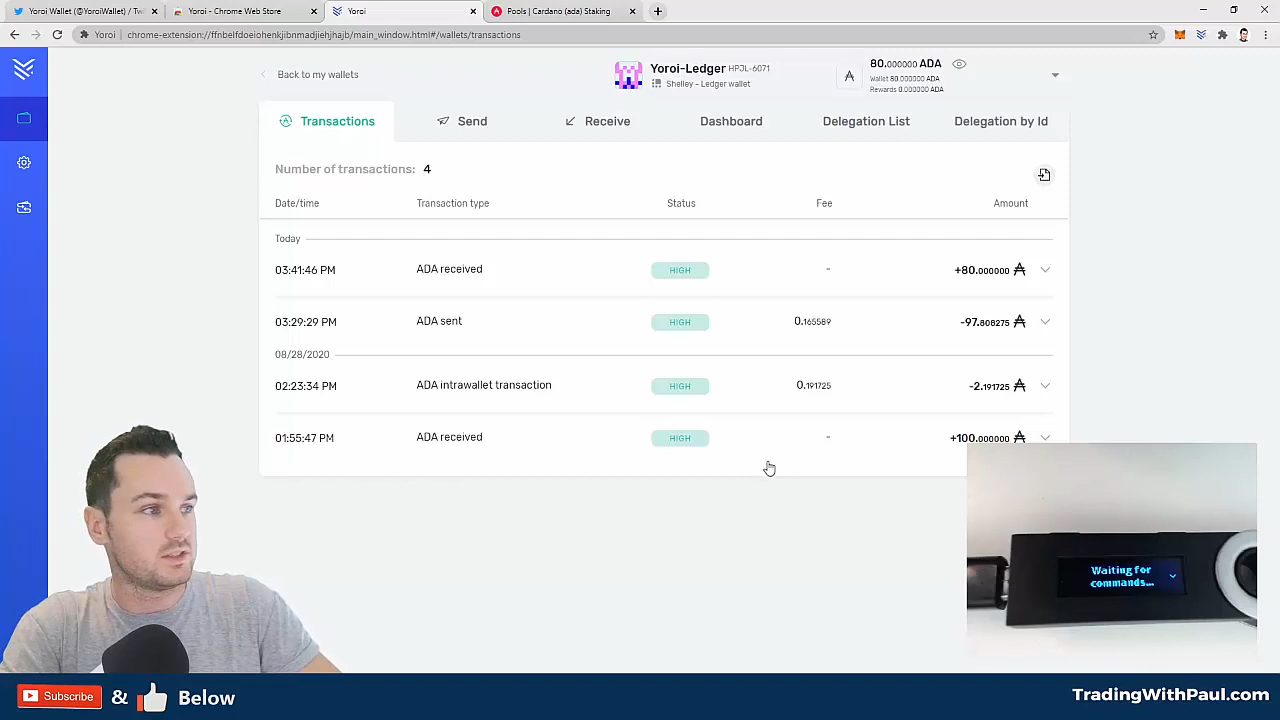 Yoroi Wallet (@YoroiWallet) / Tw
Yoroi - Chrome Web Store
Yoroi
Pools | Cardano (ada) Staking
Yoroi | chrome-extension://ffnbelfdoeiohenkjibnmadjiehjhajb/main_window.html#/wallets/transactions
Back to my wallets
Yoroi-Ledger HPJL-6071
Shelley - Ledger wallet
80.000000 ADA
Wallet 80.000000 ADA
Rewards 0.000000 ADA
Transactions Send Receive Dashboard Delegation List Delegation by Id
Number of transactions: 4
Date/time Transaction type Status Fee Amount
Today
03:41:46 PM ADA received HIGH - +80.000000 ₳
03:29:29 PM ADA sent HIGH 0.165589 -97.808275 ₳
08/28/2020
02:23:34 PM ADA intrawallet transaction HIGH 0.191725 -2.191725 ₳
01:55:47 PM ADA received HIGH - +100.000000 ₳
Waiting for
commands...
Subscribe & Below
TradingWithPaul.com